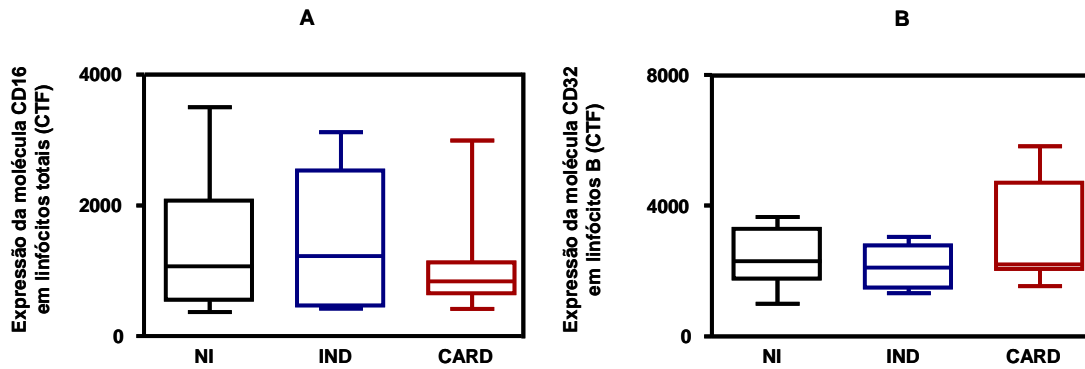 A
Expressão da molécula CD16
em linfócitos totais (CTF)
4000
2000
0
NI IND CARD
B
Expressão da molécula CD32
em linfócitos B (CTF)
8000
4000
0
NI IND CARD